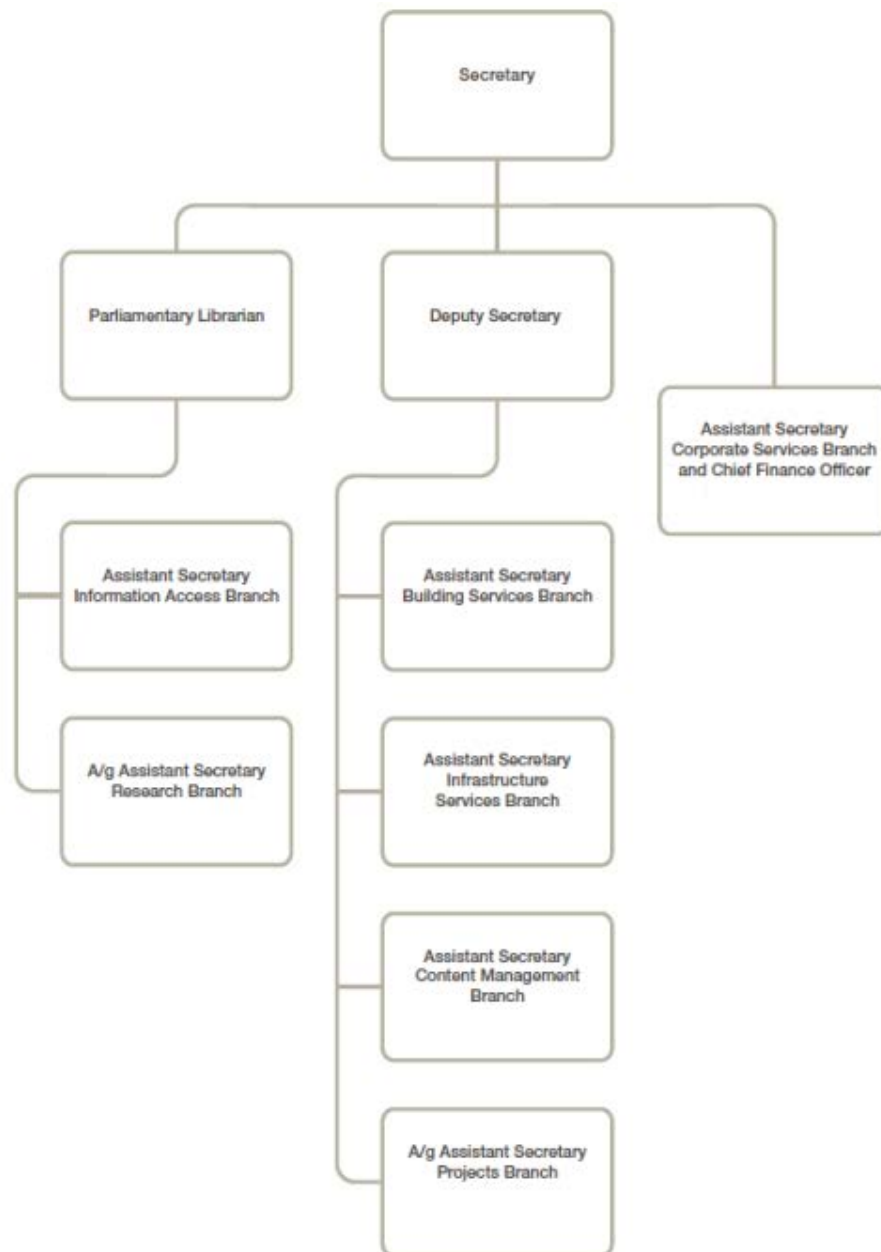 Secretary
Parliamentary Librarian
Deputy Secretary
Assistant Secretary
Corporate Services Branch
and Chief Finance Officer
Assistant Secretary
Information Access Branch
Assistant Secretary
Building Services Branch
A/g Assistant Secretary
Research Branch
Assistant Secretary
Infrastructure
Services Branch
Assistant Secretary
Content Management
Branch
A/g Assistant Secretary
Projects Branch